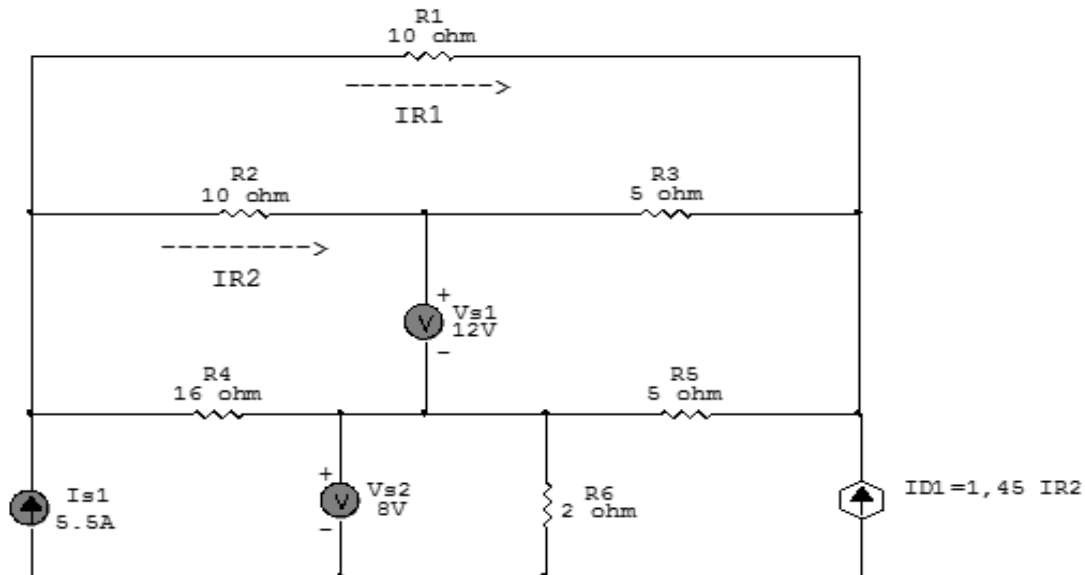 R1
10 ohm
--------->
IR1
R2
10 ohm
R3
5 ohm
--------->
IR2
+
V
Vs1
12V
-
R4
16 ohm
R5
5 ohm
Is1
5.5A
+
V
Vs2
8V
-
R6
2 ohm
ID1=1,45 IR2